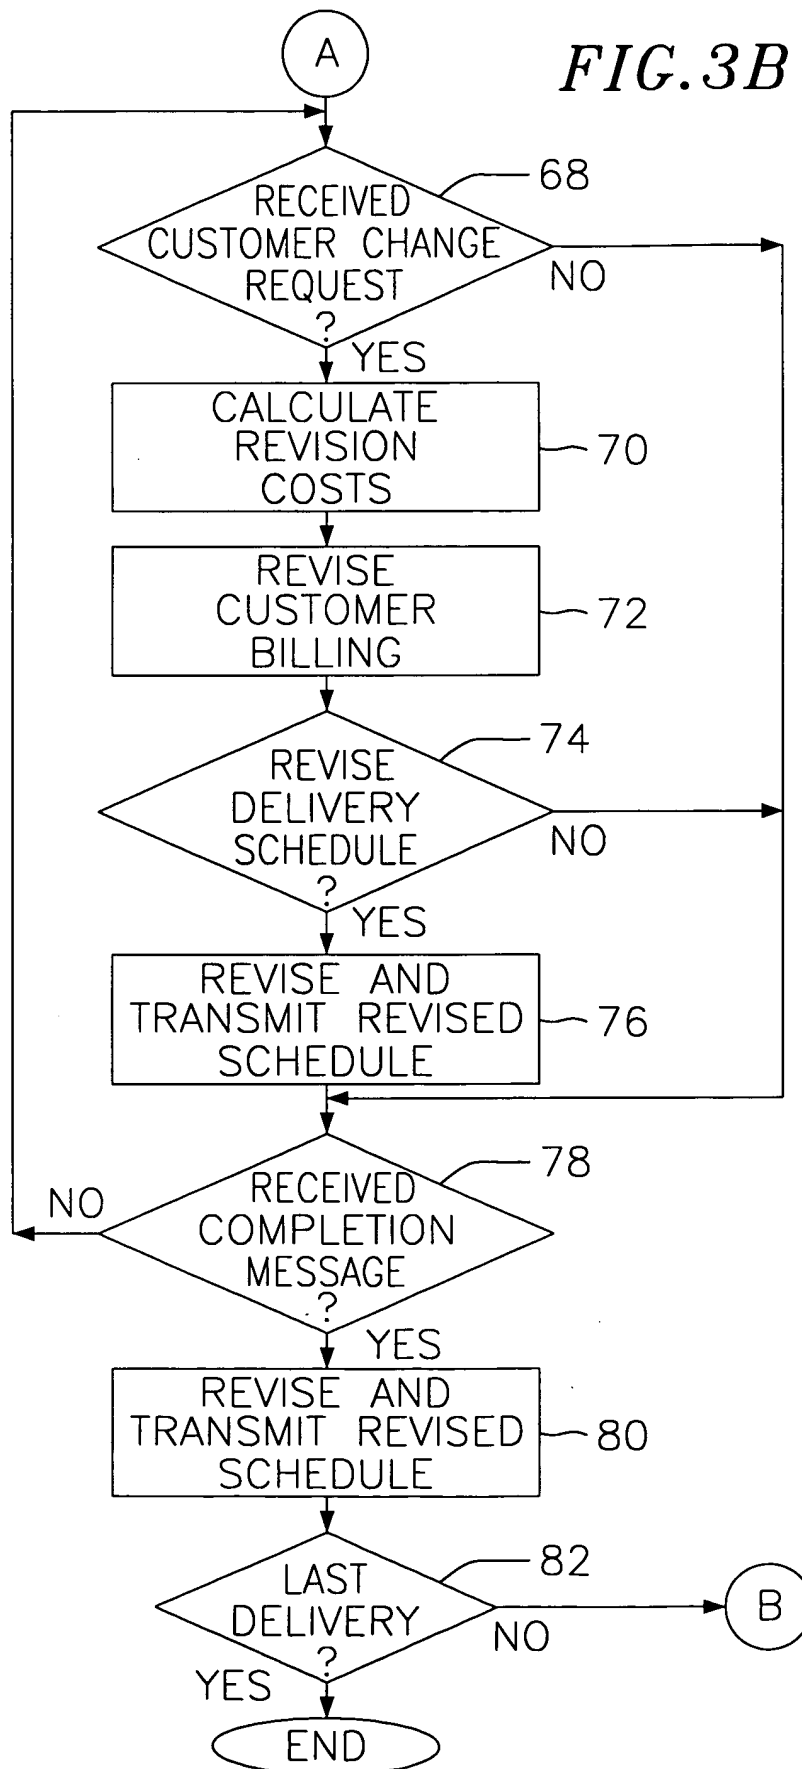 A
FIG.3B
RECEIVED
CUSTOMER CHANGE
REQUEST
?
68
NO
YES
CALCULATE
REVISION
COSTS
70
REVISE
CUSTOMER
BILLING
72
REVISE
DELIVERY
SCHEDULE
?
74
NO
YES
REVISE AND
TRANSMIT REVISED
SCHEDULE
76
RECEIVED
COMPLETION
MESSAGE
?
78
NO
YES
REVISE AND
TRANSMIT REVISED
SCHEDULE
80
LAST
DELIVERY
?
82
NO
B
YES
END